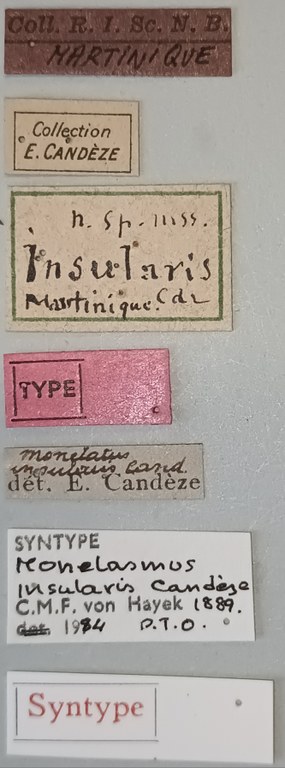 Coll. R. I. Sc. N. B.
MARTINIQUE
Collection
E. CANDÈZE
n. sp. mss.
Insularis
Martinique. Cdz
TYPE
Monelatus
insularis Cand.
dét. E. Candèze
SYNTYPE
Monelasmus
insularis Candèze
C.M.F. von Hayek 1889.
det. 1984 P.T.O.
Syntype